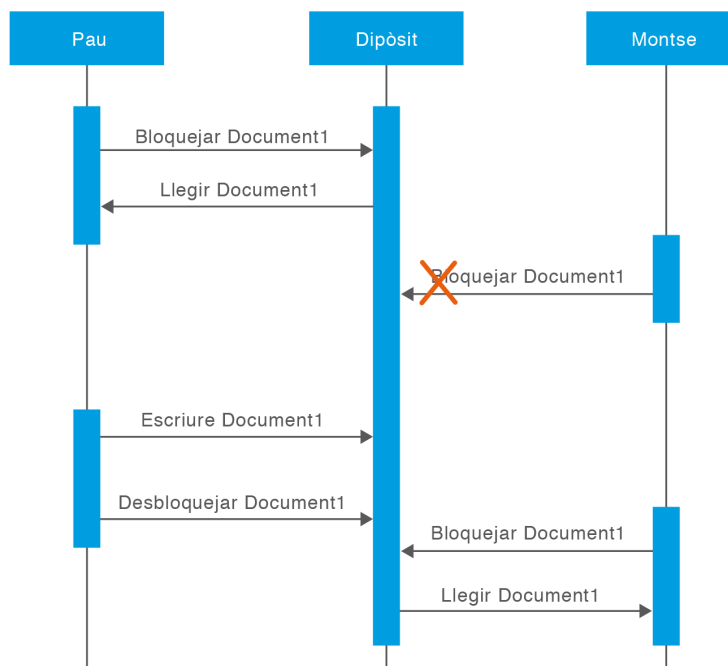 Pau
Dipòsit
Montse
Bloquejar Document1
Llegir Document1
Bloquejar Document1
Escriure Document1
Desbloquejar Document1
Bloquejar Document1
Llegir Document1